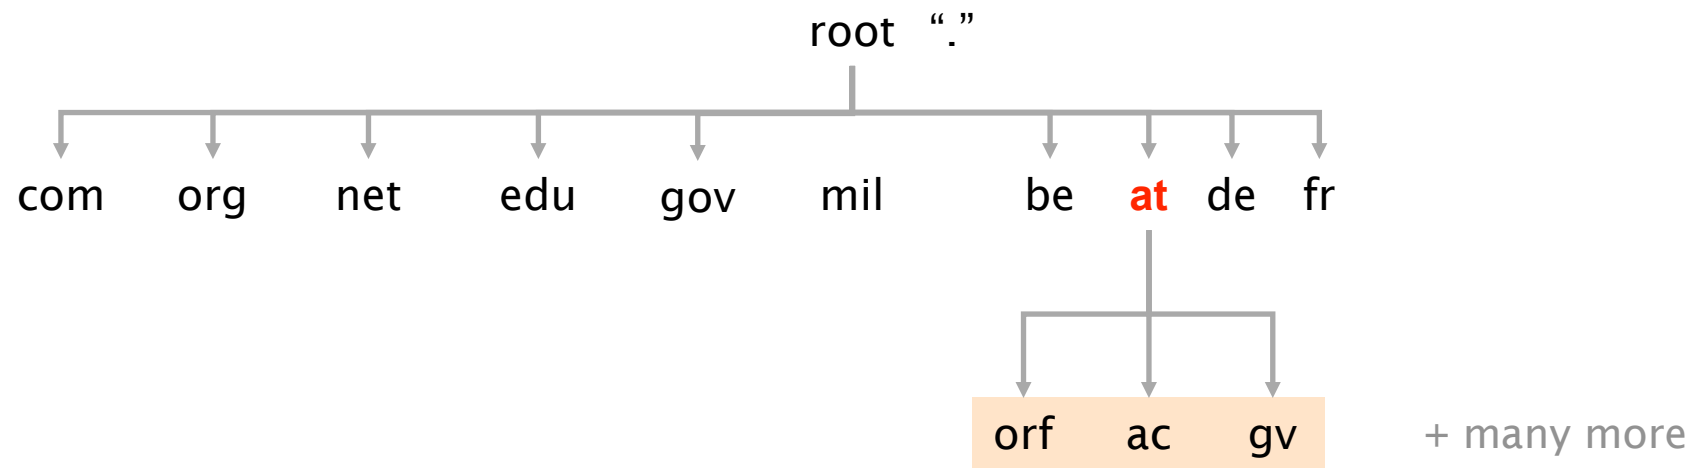 root “.”
com org net edu gov mil be at de fr
orf ac gv + many more